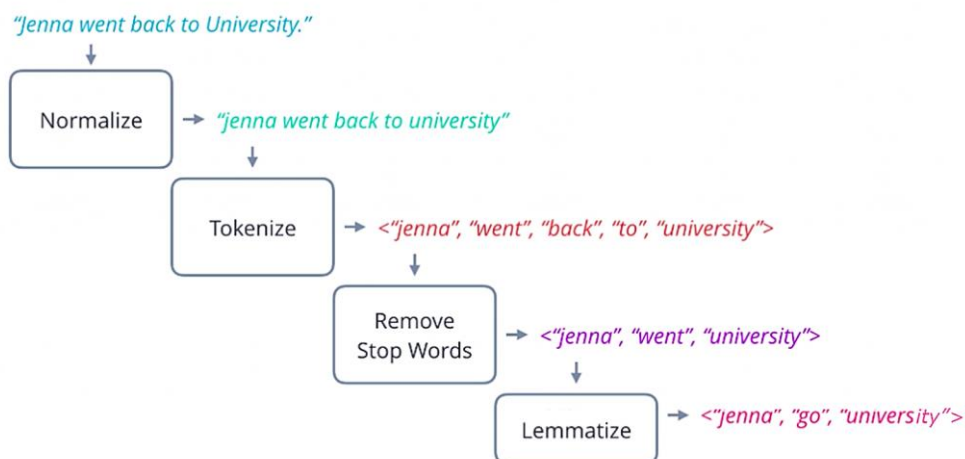 “Jenna went back to University.”
Normalize
“jenna went back to university”
Tokenize
<“jenna”, “went”, “back”, “to”, “university”>
Remove
Stop Words
<“jenna”, “went”, “university”>
Lemmatize
<“jenna”, “go”, “university”>